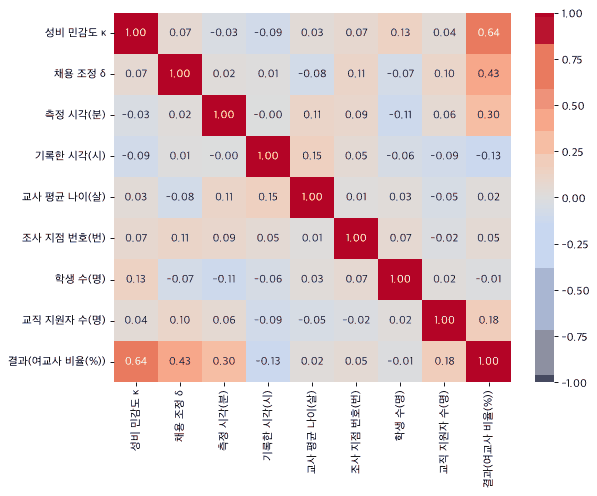 성비 민감도 κ 1.00 0.07 −0.03 −0.09 0.03 0.07 0.13 0.04 0.64
채용 조정 δ 0.07 1.00 0.02 0.01 −0.08 0.11 −0.07 0.10 0.43
측정 시각(분) −0.03 0.02 1.00 −0.00 0.11 0.09 −0.11 0.06 0.30
기록한 시각(시) −0.09 0.01 −0.00 1.00 0.15 0.05 −0.06 −0.09 −0.13
교사 평균 나이(살) 0.03 −0.08 0.11 0.15 1.00 0.01 0.03 −0.05 0.02
조사 지점 번호(번) 0.07 0.11 0.09 0.05 0.01 1.00 0.07 −0.02 0.05
학생 수(명) 0.13 −0.07 −0.11 −0.06 0.03 0.07 1.00 0.02 −0.01
교직 지원자 수(명) 0.04 0.10 0.06 −0.09 −0.05 −0.02 0.02 1.00 0.18
결과(여교사 비율(%)) 0.64 0.43 0.30 −0.13 0.02 0.05 −0.01 0.18 1.00
성비 민감도 κ
채용 조정 δ
측정 시각(분)
기록한 시각(시)
교사 평균 나이(살)
조사 지점 번호(번)
학생 수(명)
교직 지원자 수(명)
결과(여교사 비율(%))
1.00
0.75
0.50
0.25
0.00
−0.25
−0.50
−0.75
−1.00